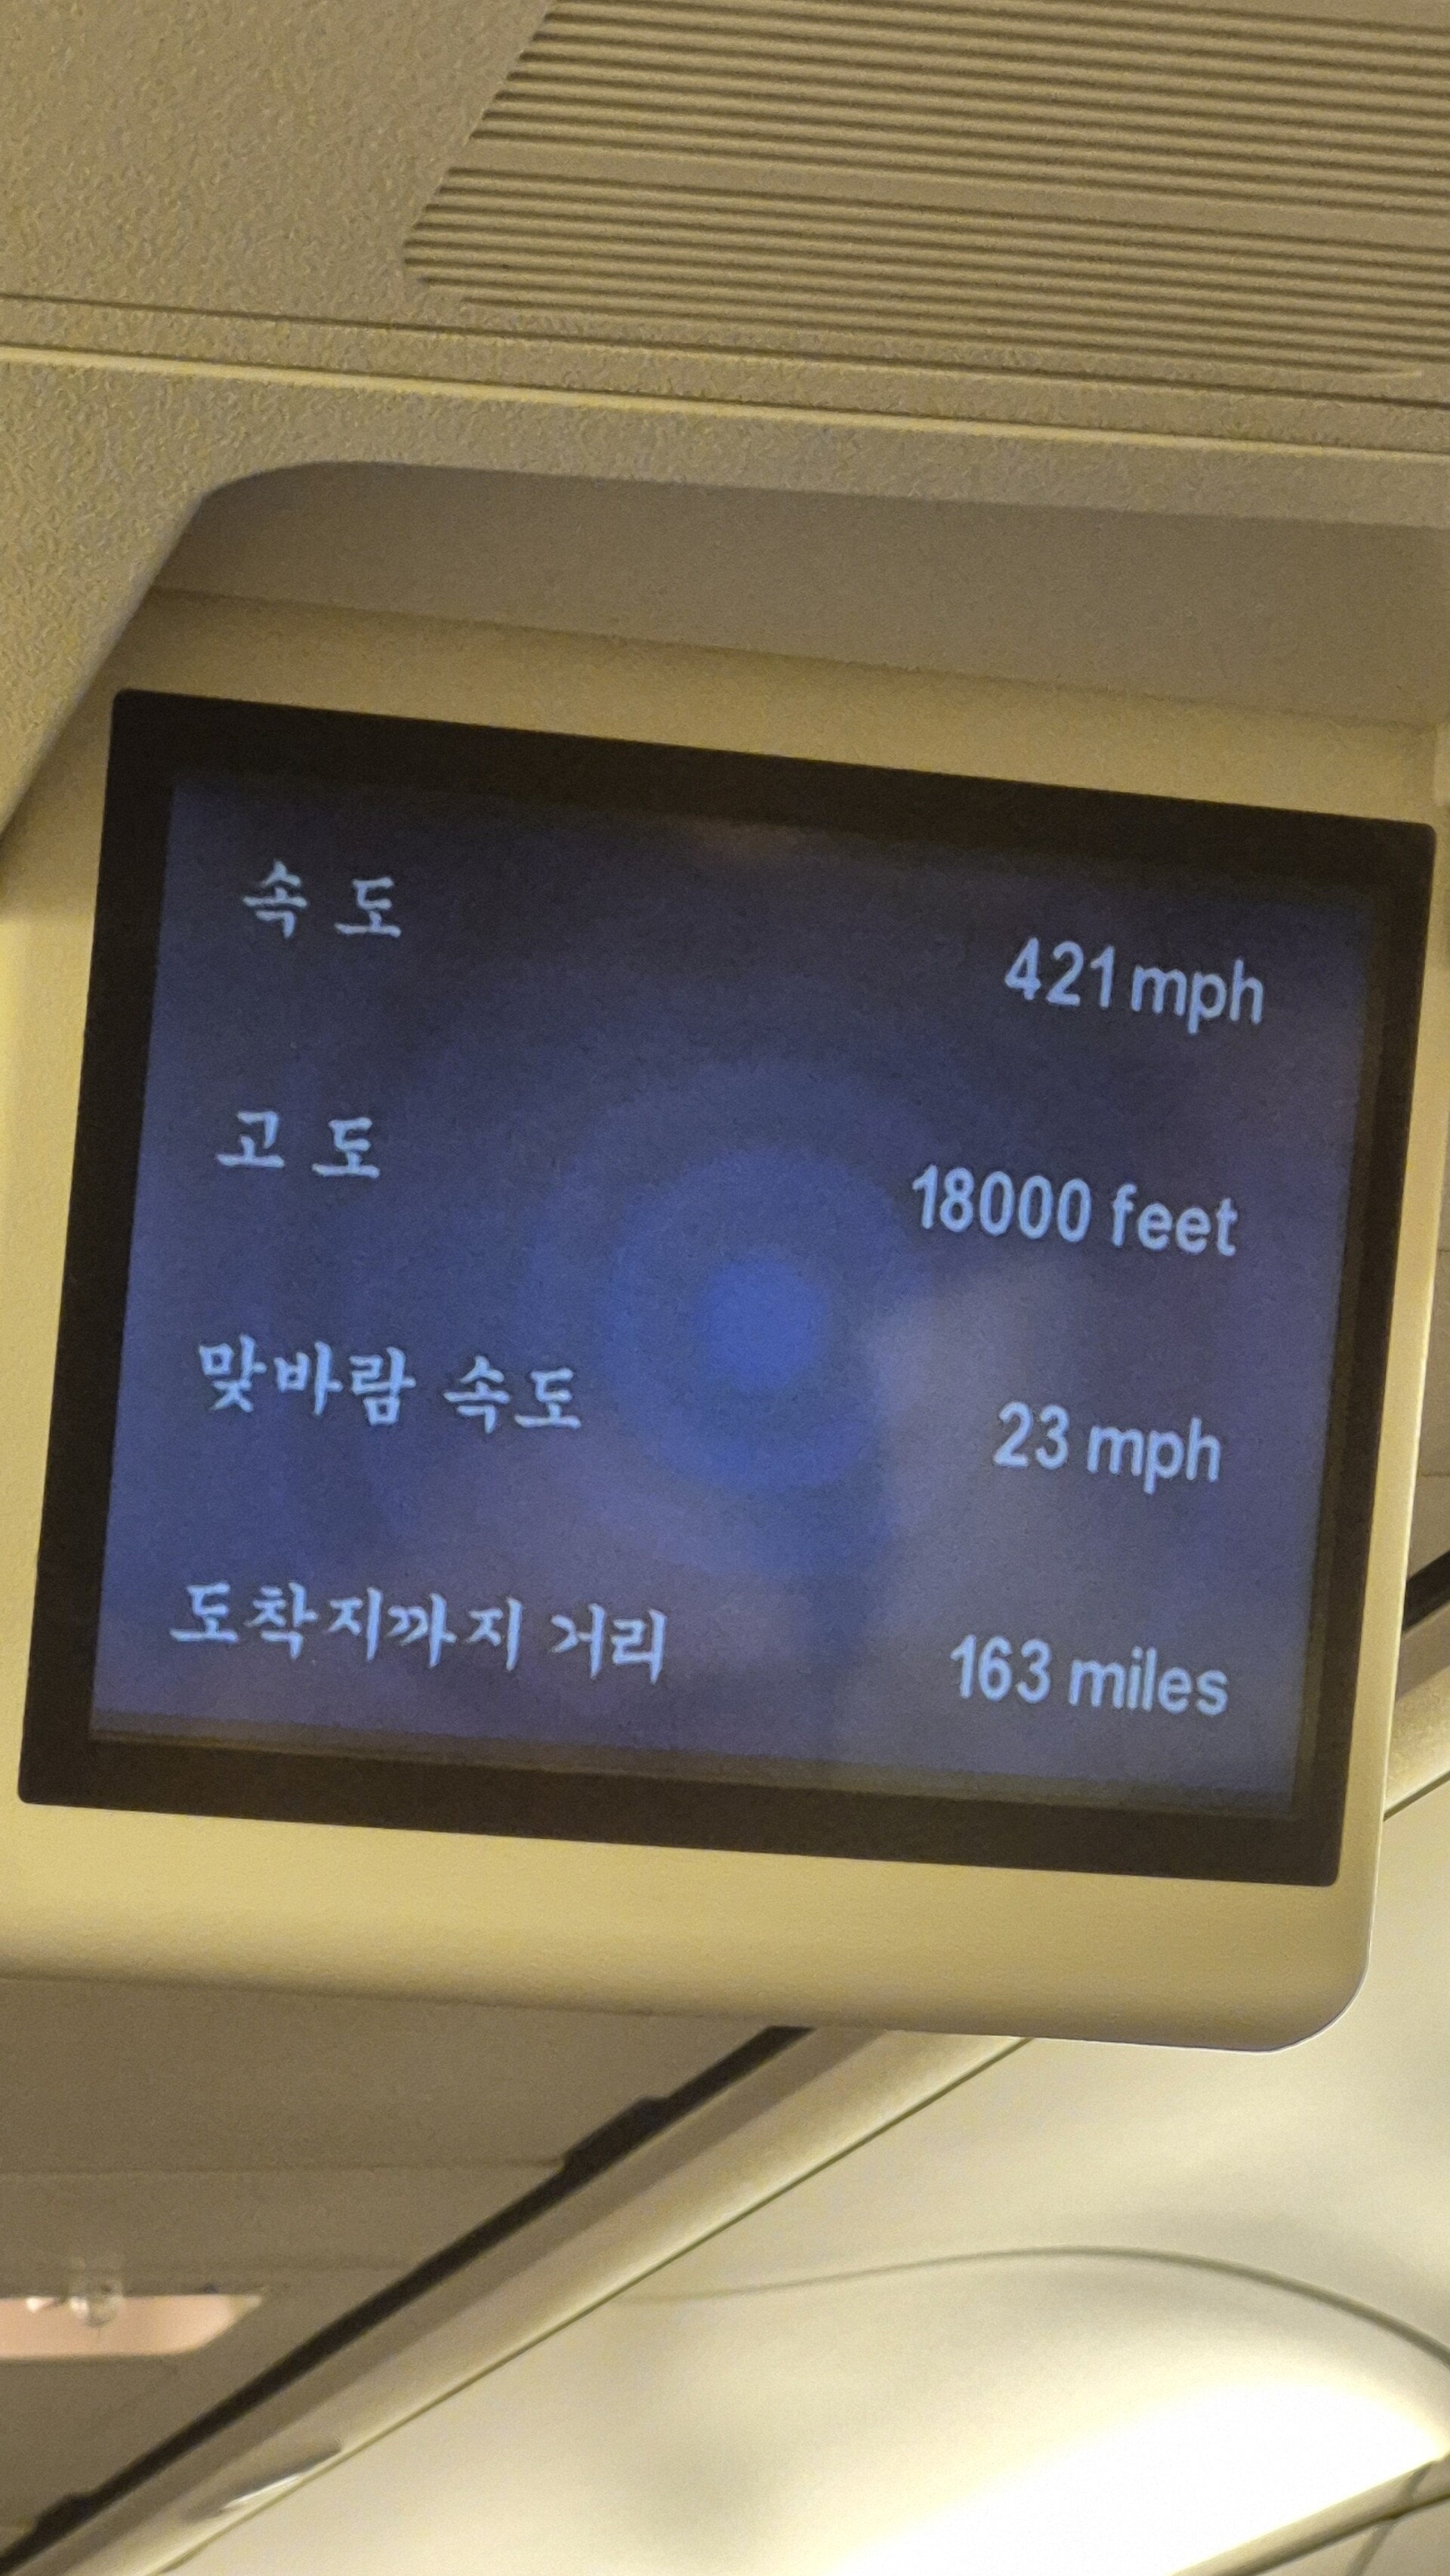 속 도 421 mph
고 도 18000 feet
맞바람 속도 23 mph
도착지까지 거리 163 miles